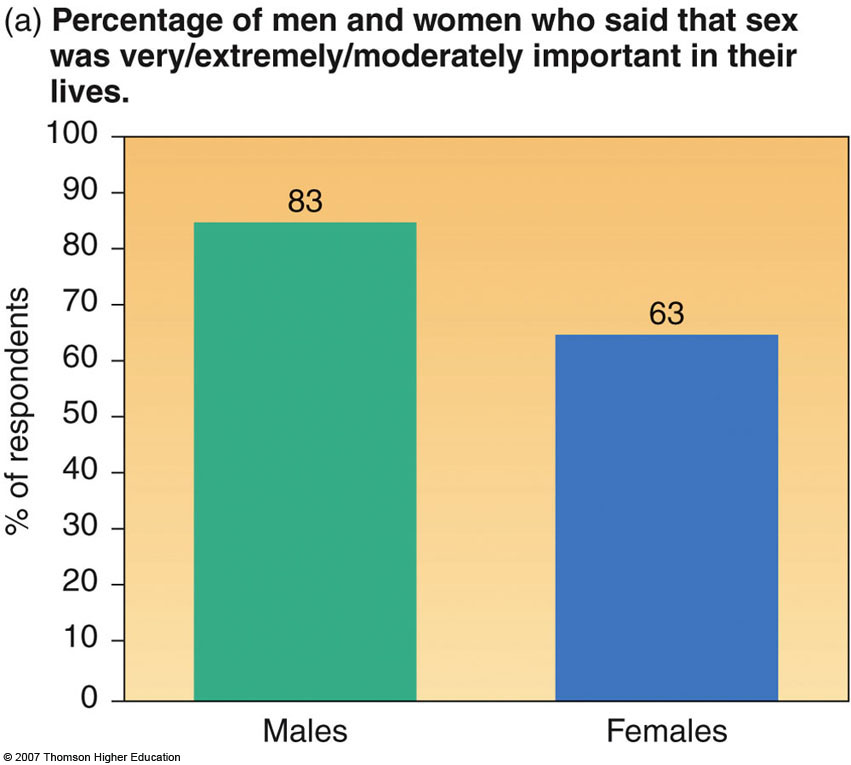 (a) Percentage of men and women who said that sex
was very/extremely/moderately important in their
lives.
100
90
80
70
60
50
40
30
20
10
0
% of respondents
83
63
Males
Females
© 2007 Thomson Higher Education